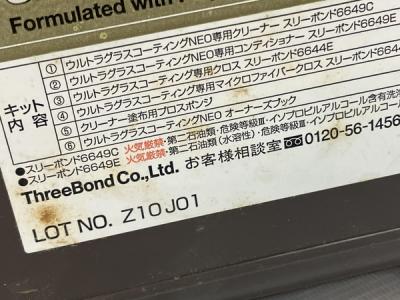 Formulated with
キット内容
① ウルトラグラスコーティングNEO専用クリーナー スリーボンド6649C
② ウルトラグラスコーティングNEO専用コンディショナー スリーボンド6649E
③ ウルトラグラスコーティング専用クロス スリーボンド6644E
④ ウルトラグラスコーティング専用マイクロファイバークロス スリーボンド
⑤ クリーナー塗布用プロスポンジ
⑥ ウルトラグラスコーティングNEO オーナーズブック
●スリーボンド6649C 火気厳禁・第二石油類・危険等級Ⅲ・イソプロピルアルコール含有洗浄
●スリーボンド6649E 火気厳禁・第二石油類(水溶性)・危険等級Ⅲ・イソプロピルアルコール
ThreeBond Co.,Ltd. お客様相談室 0120-56-1456
LOT NO. Z10J01